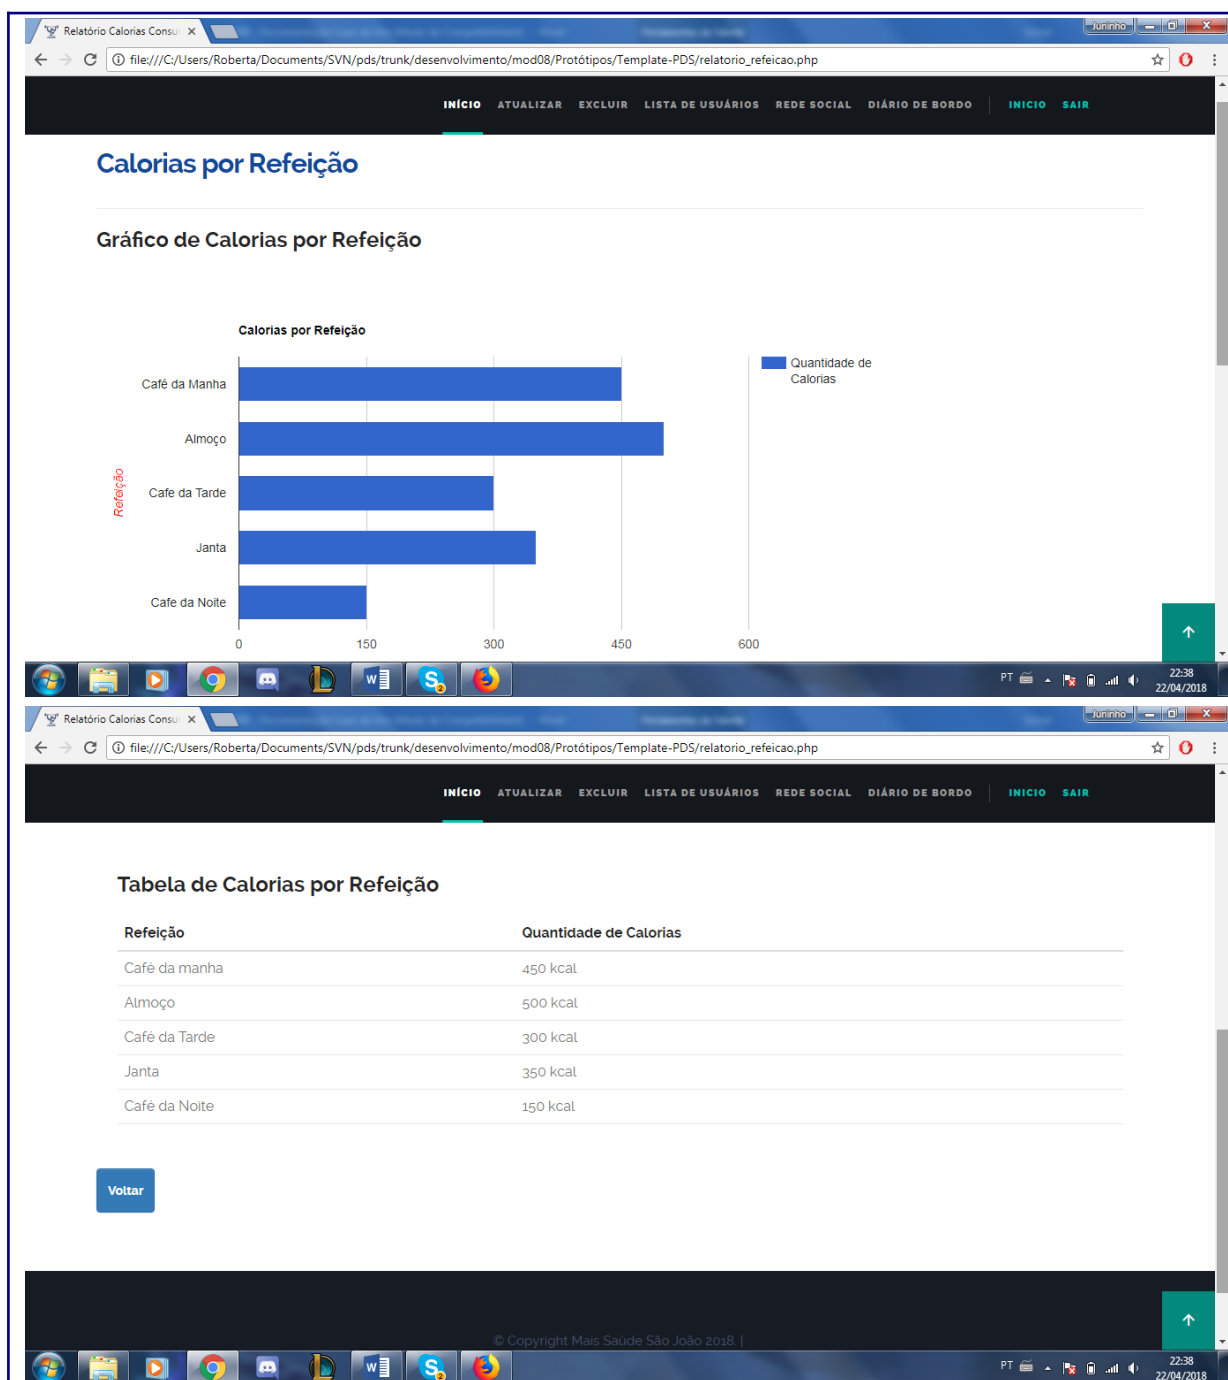 Relatório Calorias Consu
Juninho
file:///C:/Users/Roberta/Documents/SVN/pds/trunk/desenvolvimento/mod08/Protótipos/Template-PDS/relatorio_refeicao.php
INÍCIO ATUALIZAR EXCLUIR LISTA DE USUÁRIOS REDE SOCIAL DIÁRIO DE BORDO INICIO SAIR
Calorias por Refeição
Gráfico de Calorias por Refeição
Calorias por Refeição
Quantidade de
Calorias
Café da Manha
Almoço
Cafe da Tarde
Janta
Cafe da Noite
Refeição
0 150 300 450 600
PT
22:38
22/04/2018
Relatório Calorias Consu
Juninho
file:///C:/Users/Roberta/Documents/SVN/pds/trunk/desenvolvimento/mod08/Protótipos/Template-PDS/relatorio_refeicao.php
INÍCIO ATUALIZAR EXCLUIR LISTA DE USUÁRIOS REDE SOCIAL DIÁRIO DE BORDO INICIO SAIR
Tabela de Calorias por Refeição
Refeição Quantidade de Calorias
Café da manha 450 kcal
Almoço 500 kcal
Café da Tarde 300 kcal
Janta 350 kcal
Café da Noite 150 kcal
Voltar
© Copyright Mais Saúde São João 2018. |
PT
22:38
22/04/2018